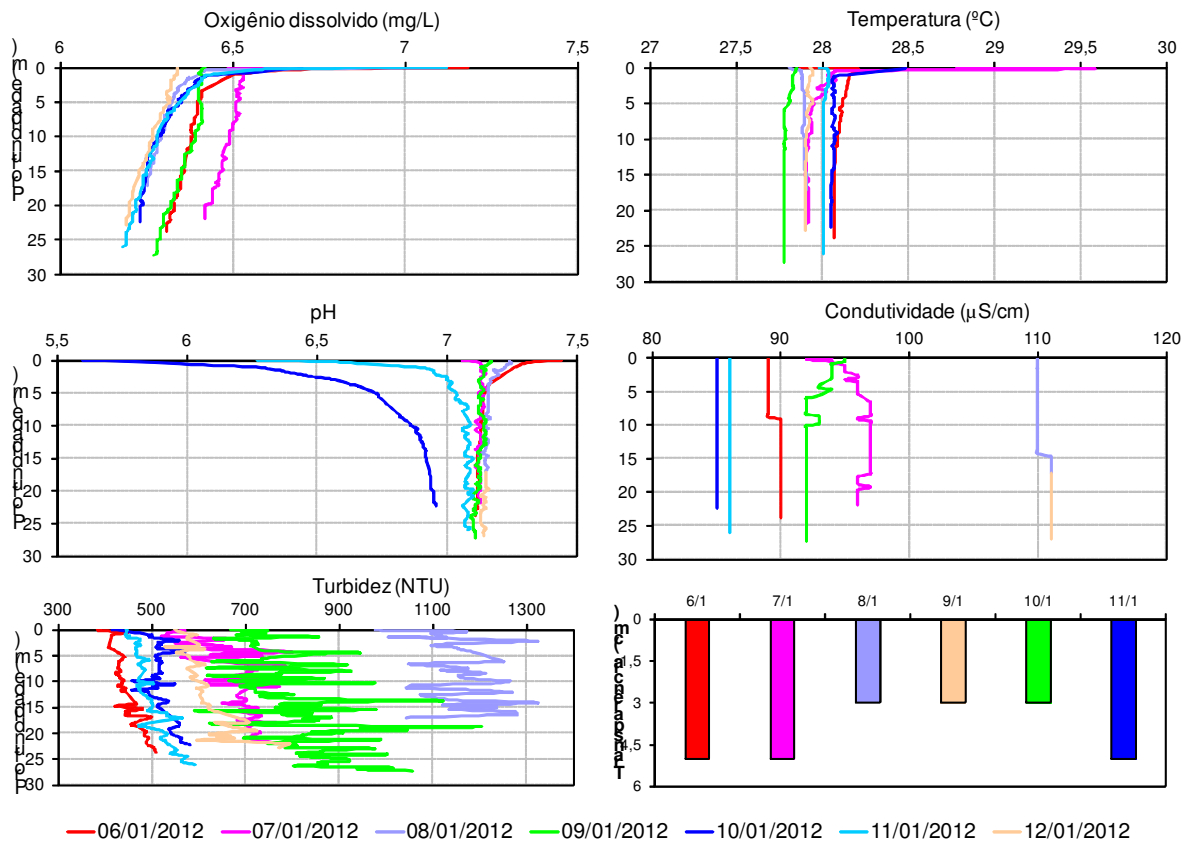 Oxigênio dissolvido (mg/L)
6 6,5 7 7,5
0
5
10
15
20
25
30
Profundidade (m)
Temperatura (ºC)
27 27,5 28 28,5 29 29,5 30
0
5
10
15
20
25
30
pH
5,5 6 6,5 7 7,5
0
5
10
15
20
25
30
Profundidade (m)
Condutividade (µS/cm)
80 90 100 110 120
0
5
10
15
20
25
30
Turbidez (NTU)
300 500 700 900 1100 1300
0
5
10
15
20
25
30
Profundidade (m)
6/1 7/1 8/1 9/1 10/1 11/1
0
1,5
3
4,5
6
Transparência (cm)
06/01/2012 07/01/2012 08/01/2012 09/01/2012 10/01/2012 11/01/2012 12/01/2012